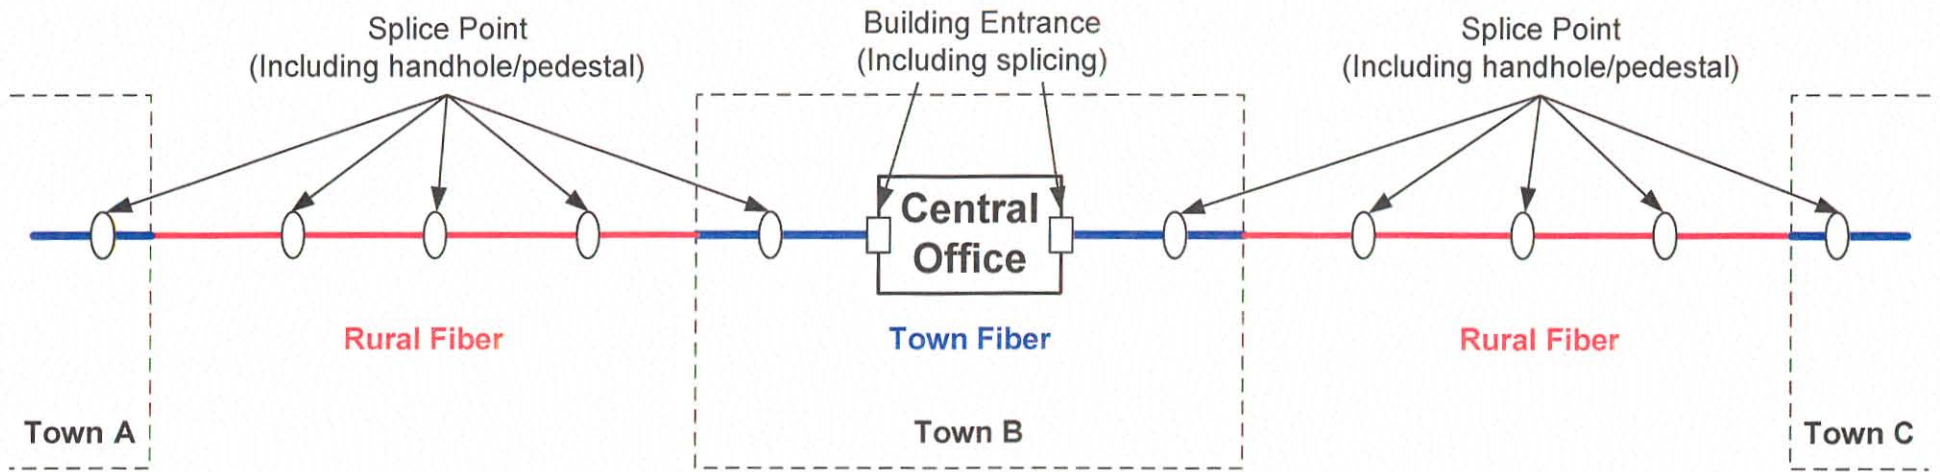 Splice Point
(Including handhole/pedestal)
Building Entrance
(Including splicing)
Splice Point
(Including handhole/pedestal)
Central
Office
Rural Fiber
Town Fiber
Rural Fiber
Town A
Town B
Town C